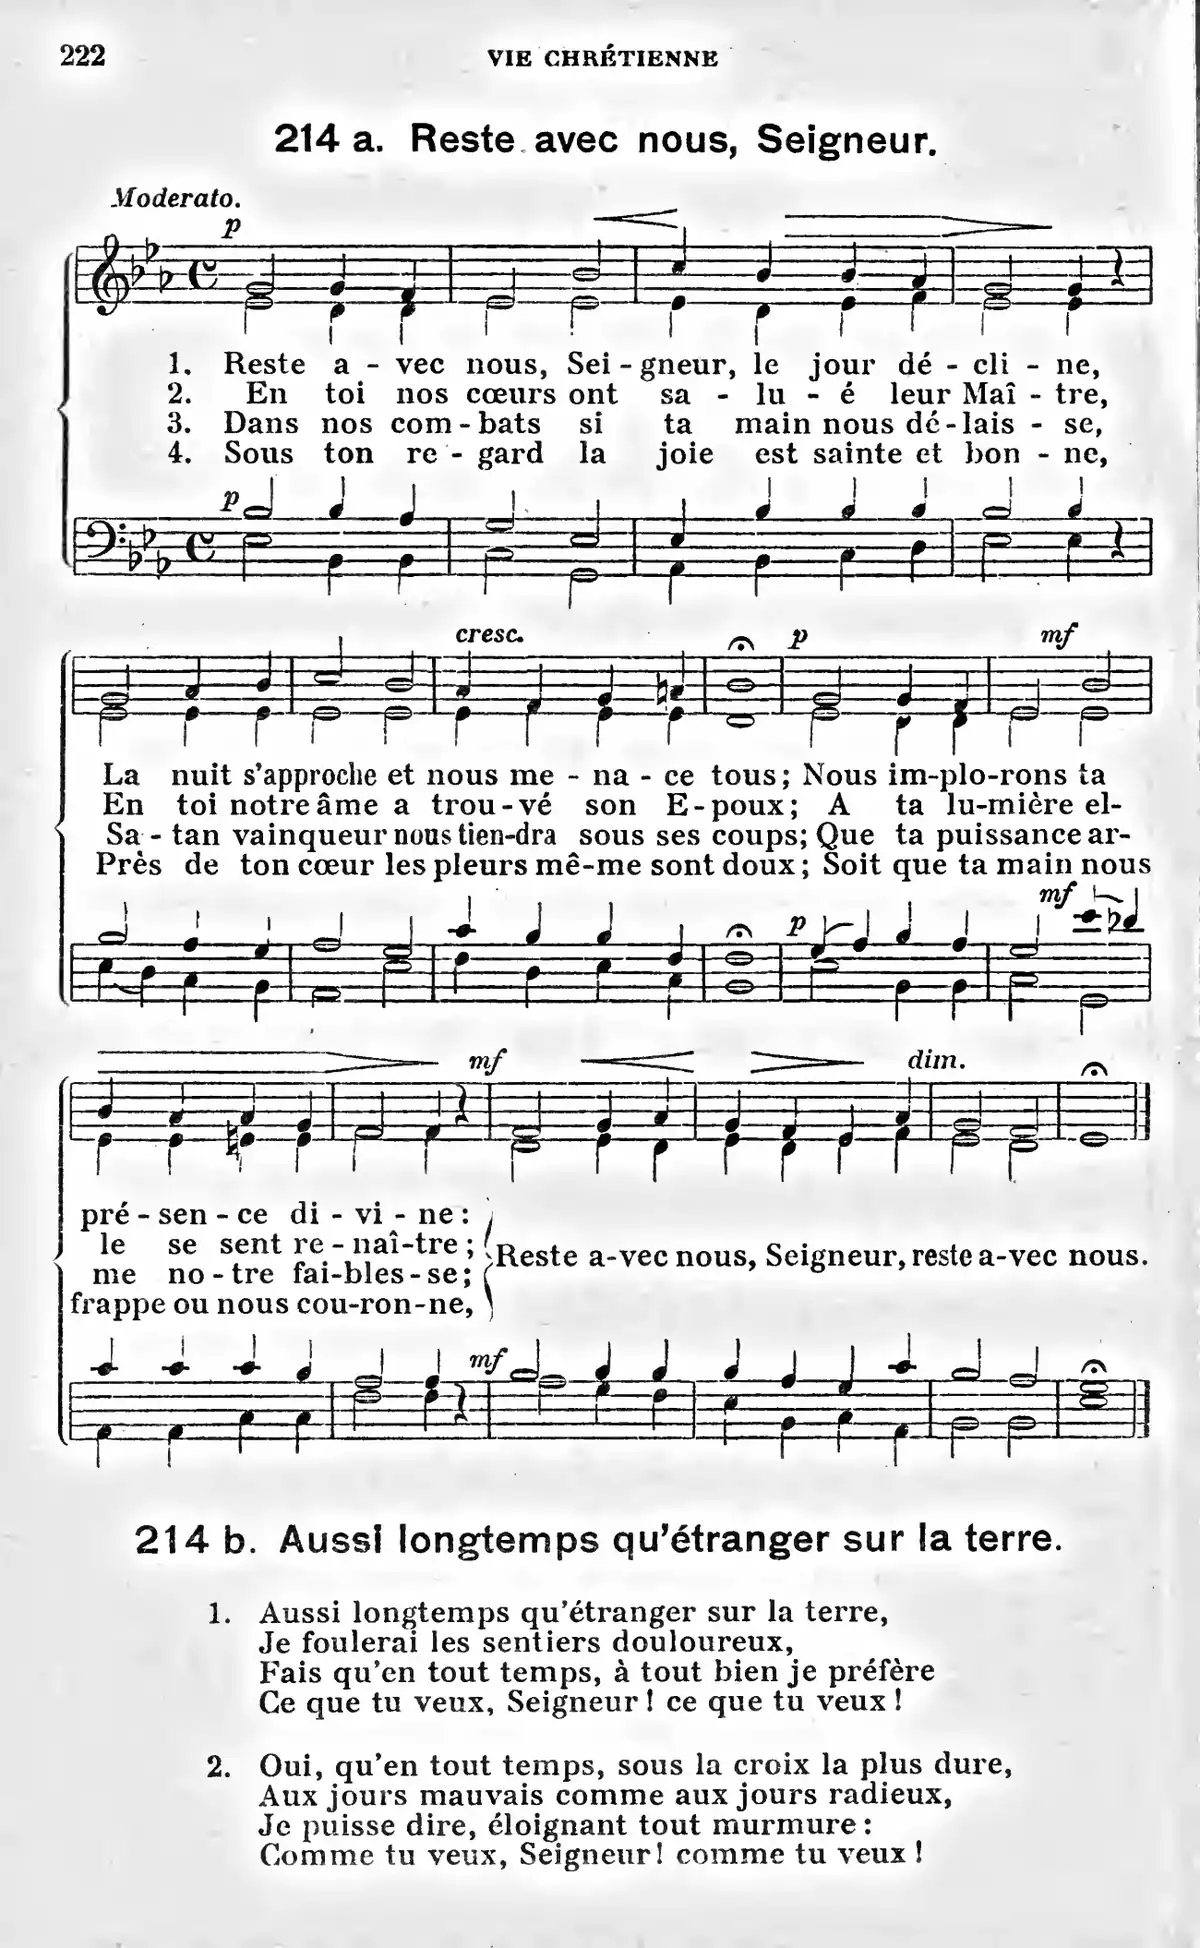 222
VIE CHRÉTIENNE
214 a. Reste avec nous, Seigneur.
Moderato.
p
1. Reste a - vec nous, Sei - gneur, le jour dé - cli - ne,
2. En toi nos cœurs ont sa - lu - é leur Maî - tre,
3. Dans nos com - bats si ta main nous dé - lais - se,
4. Sous ton re - gard la joie est sainte et bon - ne,
p
cresc. p mf
La nuit s'approche et nous me - na - ce tous; Nous im-plo-rons ta
En toi notre âme a trou - vé son E - poux; A ta lu-mière el-
Sa - tan vainqueur nous tien-dra sous ses coups; Que ta puissance ar-
Près de ton cœur les pleurs mê-me sont doux; Soit que ta main nous
p mf
mf dim.
pré - sen - ce di - vi - ne:
le se sent re - naî-tre;
me no - tre fai-bles-se;
frappe ou nous cou-ron-ne,
Reste a-vec nous, Seigneur, reste a-vec nous.
mf
214 b. Aussi longtemps qu'étranger sur la terre.
1. Aussi longtemps qu'étranger sur la terre,
Je foulerai les sentiers douloureux,
Fais qu'en tout temps, à tout bien je préfère
Ce que tu veux, Seigneur! ce que tu veux!
2. Oui, qu'en tout temps, sous la croix la plus dure,
Aux jours mauvais comme aux jours radieux,
Je puisse dire, éloignant tout murmure:
Comme tu veux, Seigneur! comme tu veux!